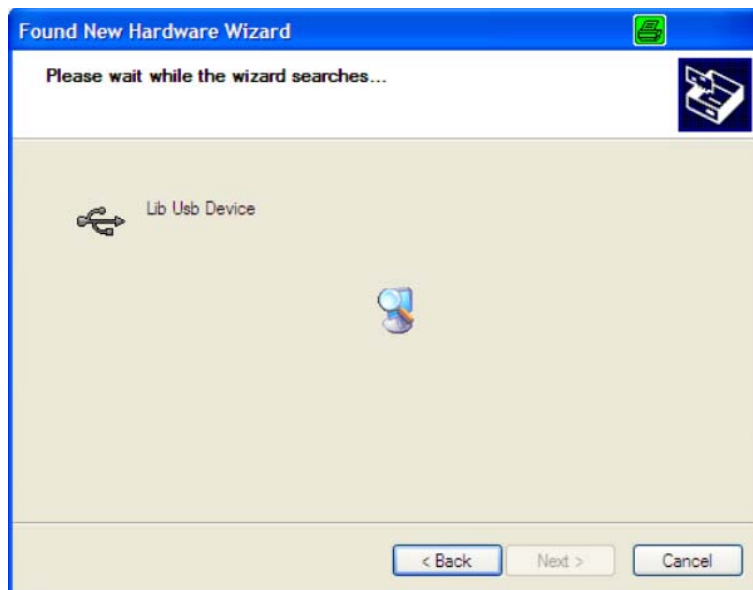 Found New Hardware Wizard
Please wait while the wizard searches...
Lib Usb Device
< Back
Next >
Cancel